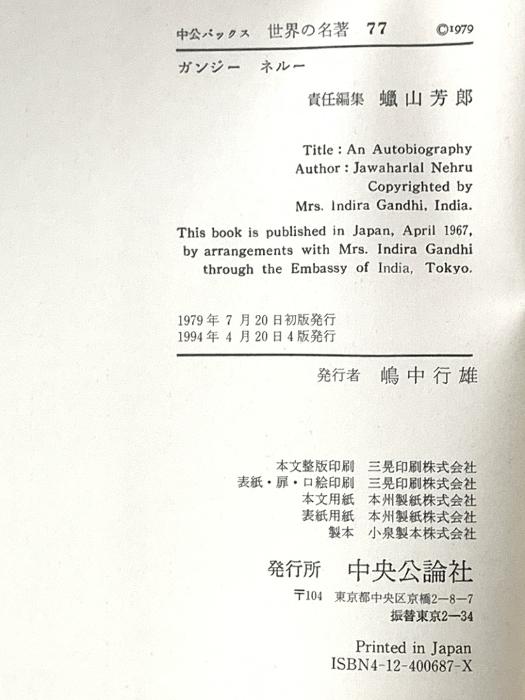 中公バックス 世界の名著 77 ©1979
ガンジー ネルー
責任編集 蠟山芳郎
Title : An Autobiography
Author : Jawaharlal Nehru
Copyrighted by
Mrs. Indira Gandhi, India.
This book is published in Japan, April 1967,
by arrangements with Mrs. Indira Gandhi
through the Embassy of India, Tokyo.
1979年 7月20日初版発行
1994年 4月20日4版発行
発行者 嶋中行雄
本文整版印刷 三晃印刷株式会社
表紙・扉・口絵印刷 三晃印刷株式会社
本文用紙 本州製紙株式会社
表紙用紙 本州製紙株式会社
製本 小泉製本株式会社
発行所 中央公論社
〒104 東京都中央区京橋2―8―7
振替東京2―34
Printed in Japan
ISBN4-12-400687-X